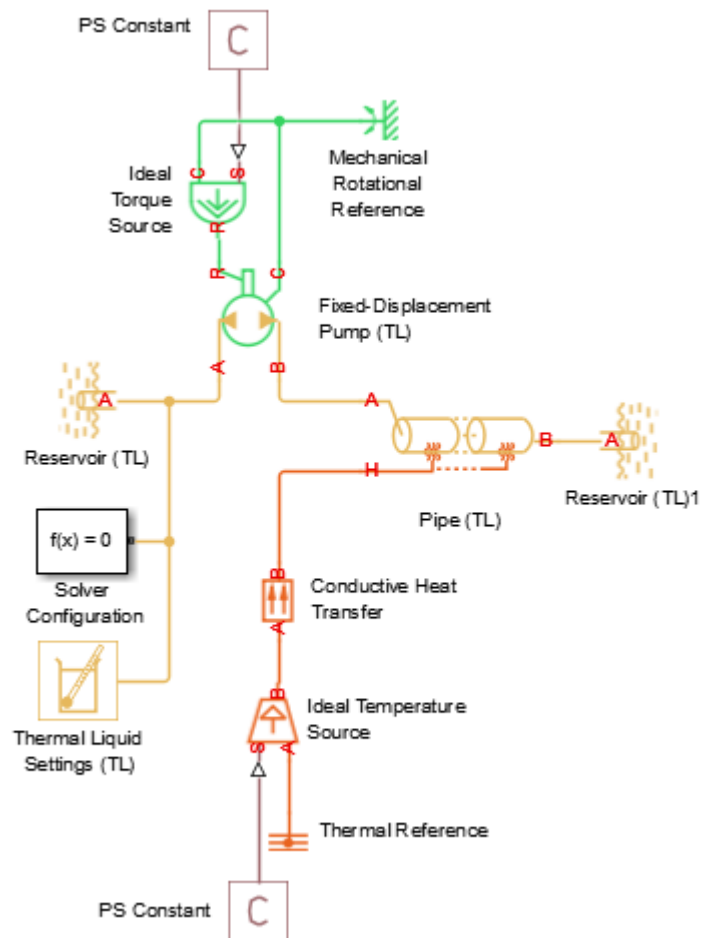 PS Constant
C
C
S
Ideal
Torque
Source
Mechanical
Rotational
Reference
R
R
C
Fixed-Displacement
Pump (TL)
A
B
A
A
B
A
Reservoir (TL)
H
Pipe (TL)
Reservoir (TL)1
f(x) = 0
Solver
Configuration
B
Conductive Heat
Transfer
A
Thermal Liquid
Settings (TL)
B
Ideal Temperature
Source
S
A
Thermal Reference
PS Constant
C